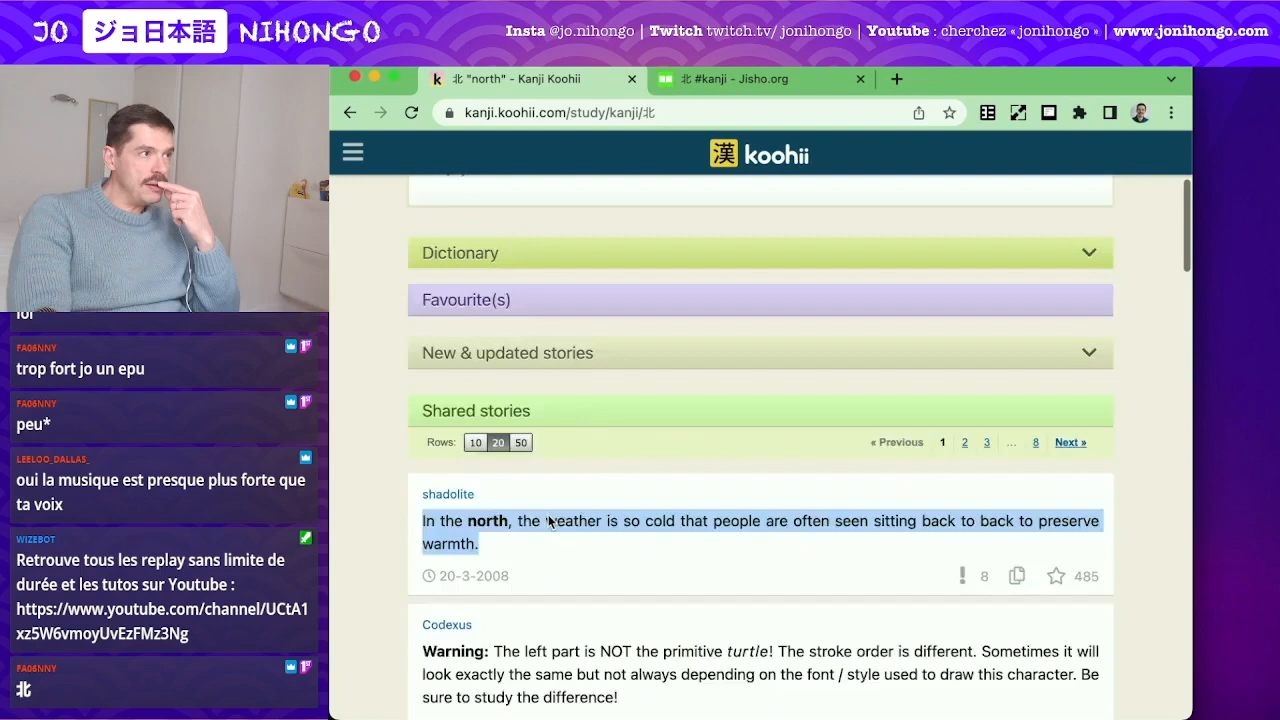 JO ジョ日本語 NIHONGO
Insta @jo.nihongo | Twitch twitch.tv/ jonihongo | Youtube : cherchez « jonihongo » | www.jonihongo.com
北 "north" - Kanji Koohii
北 #kanji - Jisho.org
kanji.koohii.com/study/kanji/北
漢 koohii
Dictionary
Favourite(s)
New & updated stories
Shared stories
Rows: 10 20 50
« Previous 1 2 3 ... 8 Next »
shadolite
In the north, the weather is so cold that people are often seen sitting back to back to preserve
warmth.
20-3-2008
8
485
Codexus
Warning: The left part is NOT the primitive turtle! The stroke order is different. Sometimes it will
look exactly the same but not always depending on the font / style used to draw this character. Be
sure to study the difference!
lol
FA06NNY
trop fort jo un epu
FA06NNY
peu*
LEELOO_DALLAS_
oui la musique est presque plus forte que
ta voix
WIZEBOT
Retrouve tous les replay sans limite de
durée et les tutos sur Youtube :
https://www.youtube.com/channel/UCtA1
xz5W6vmoyUvEzFMz3Ng
FA06NNY
北